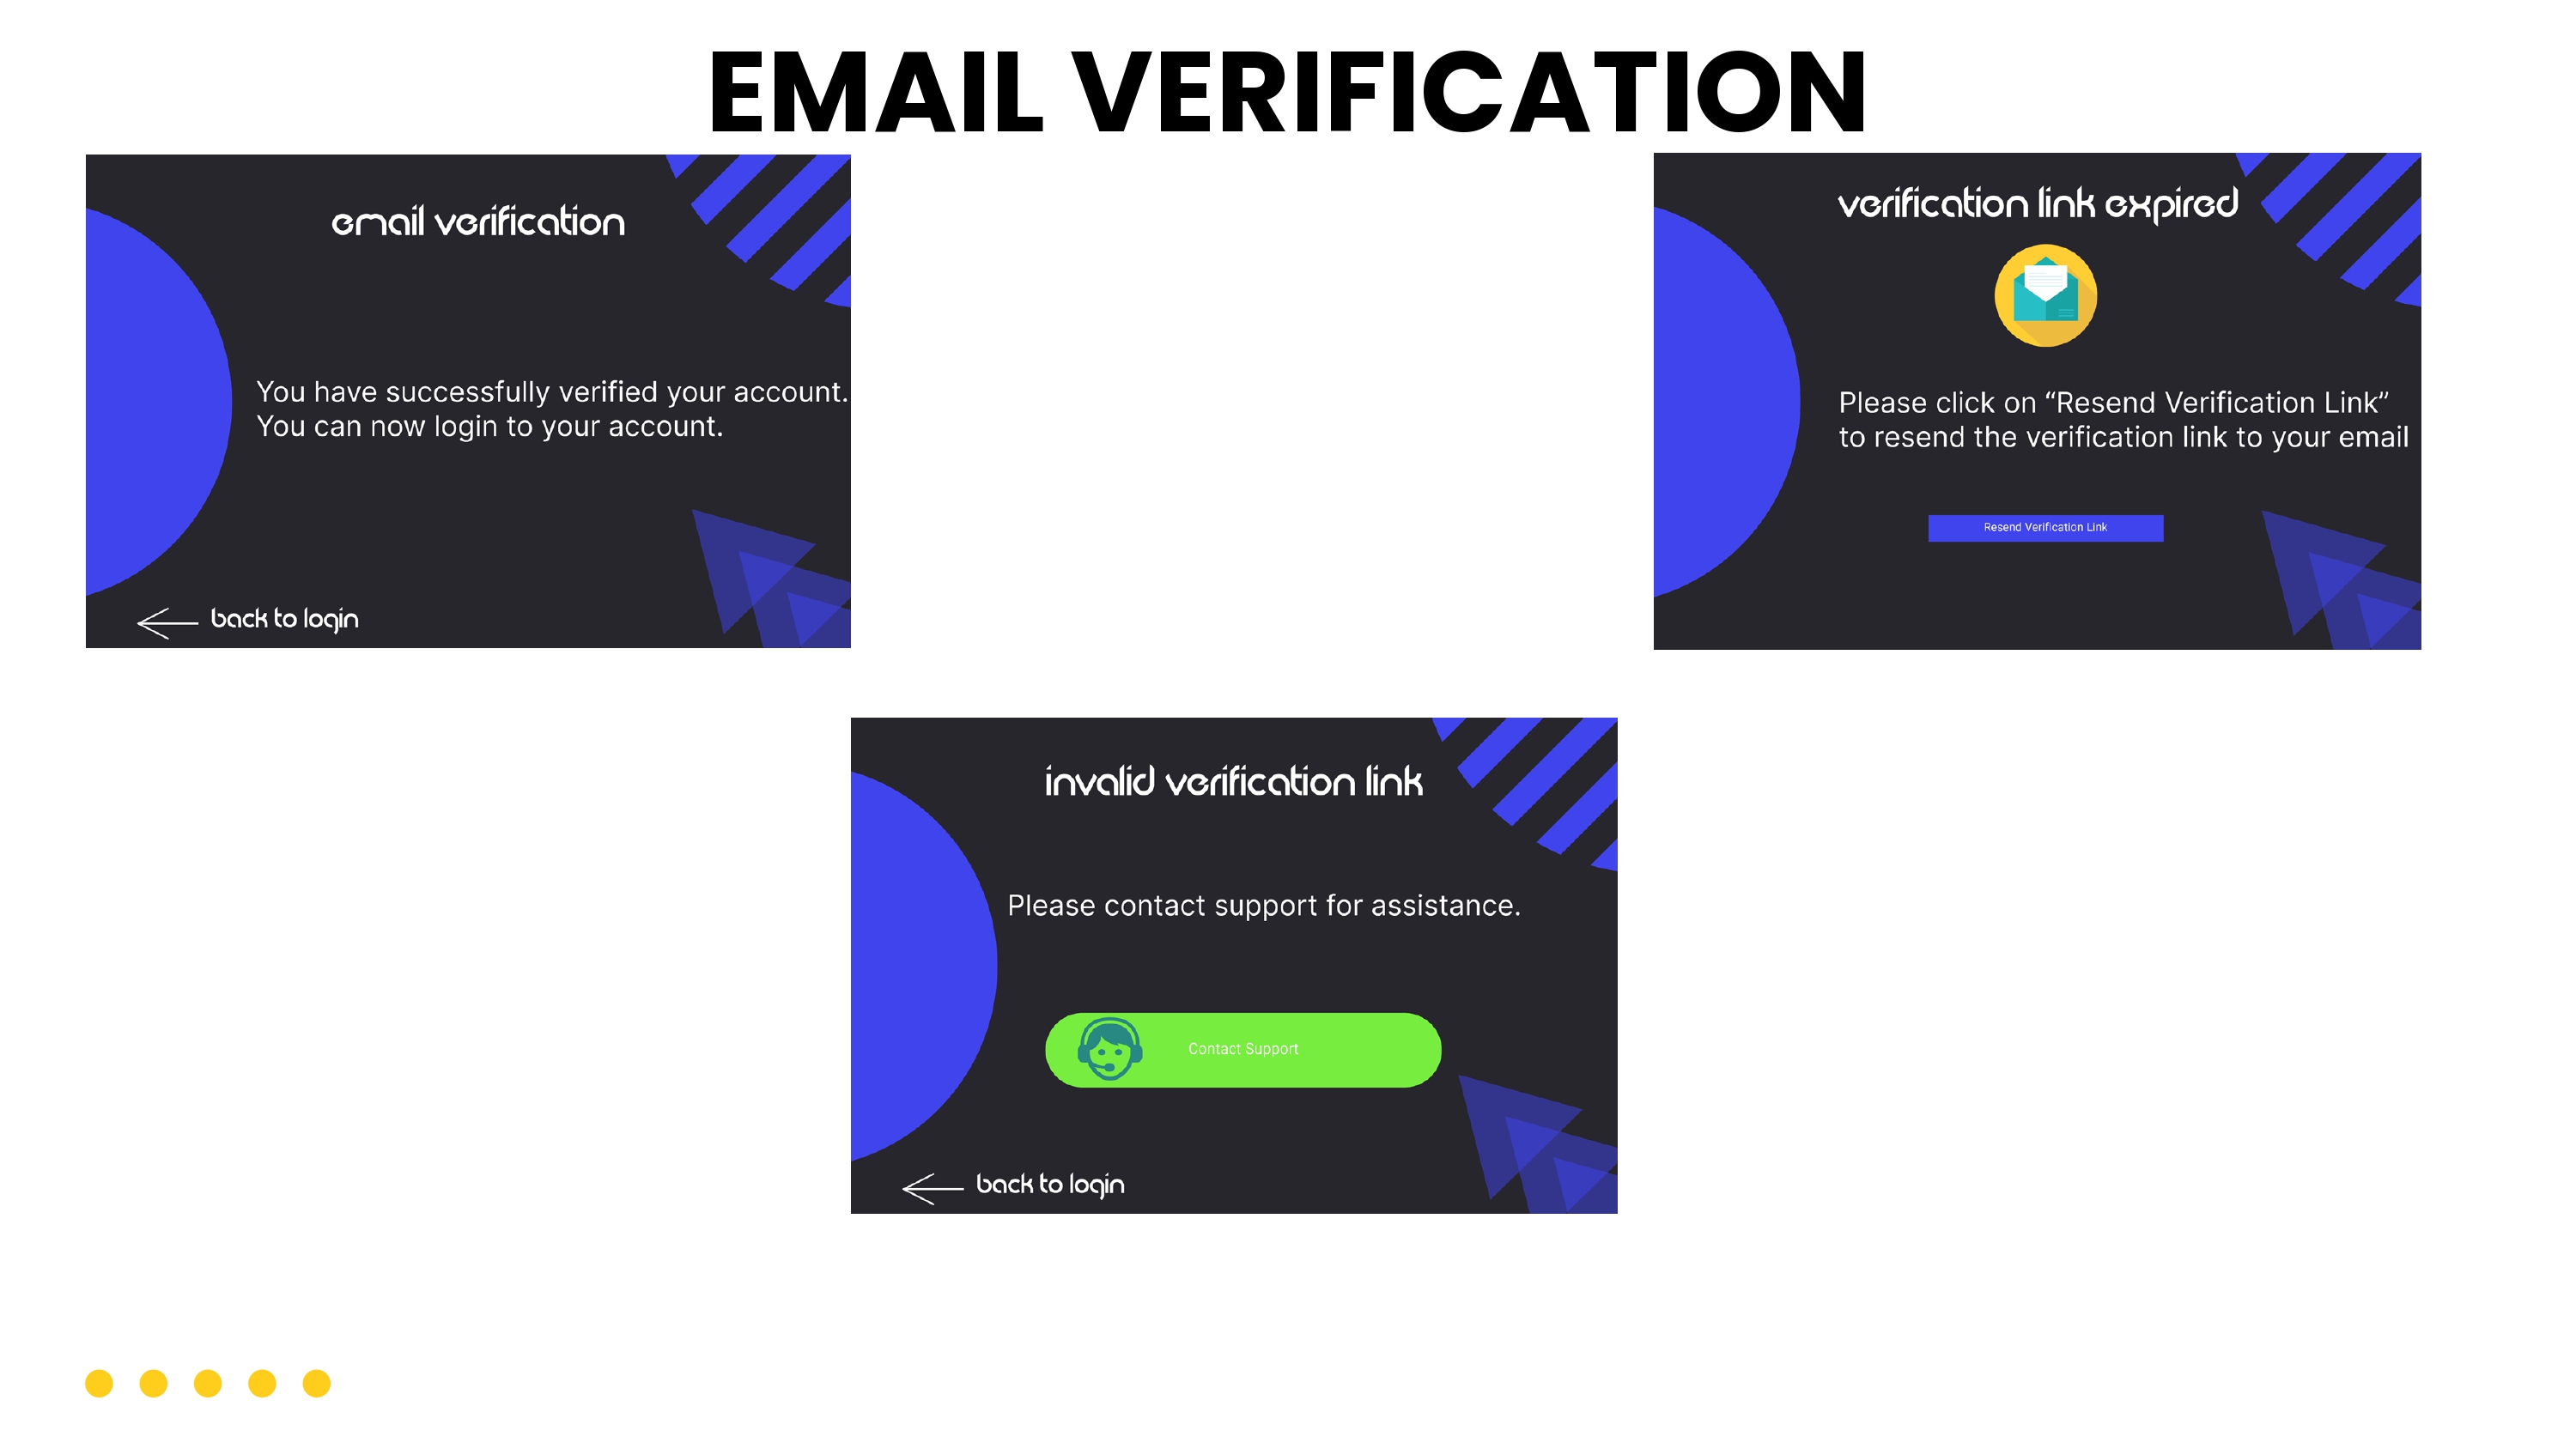 EMAIL VERIFICATION
email verification
You have successfully verified your account.
You can now login to your account.
back to login
verification link expired
Please click on “Resend Verification Link”
to resend the verification link to your email
Resend Verification Link
invalid verification link
Please contact support for assistance.
Contact Support
back to login